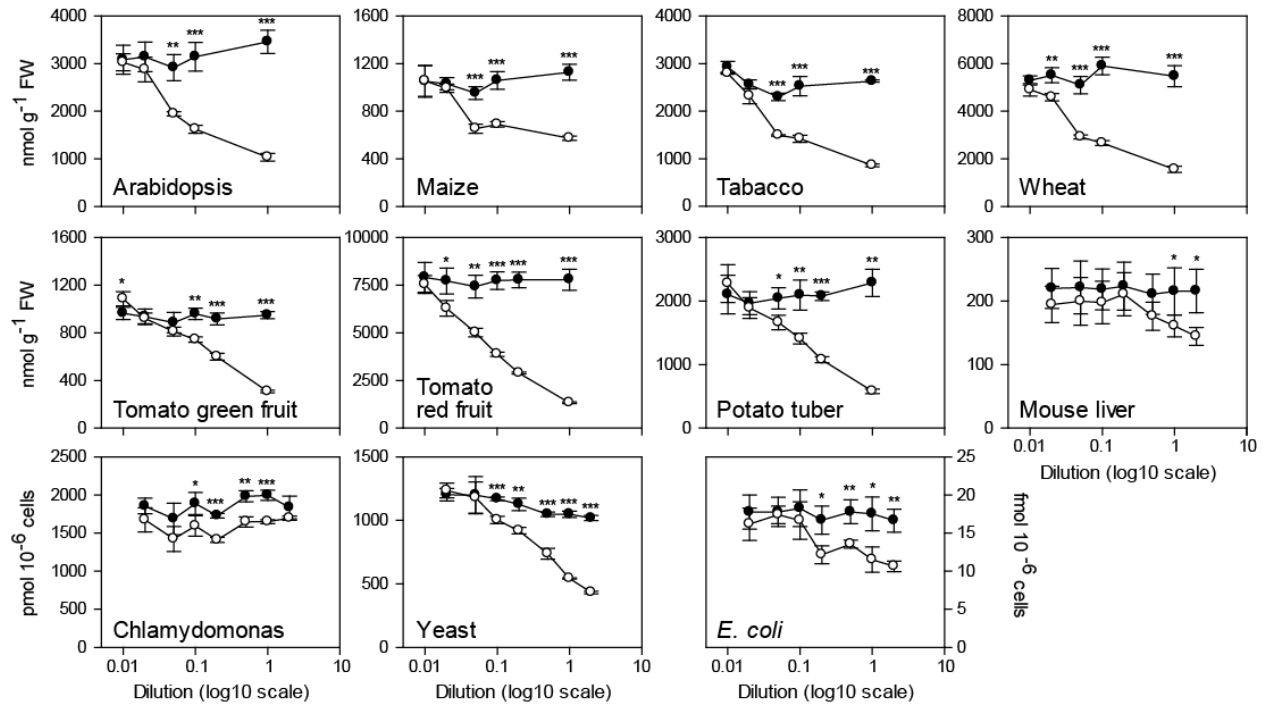 4000
3000
2000
1000
0
nmol g⁻¹ FW
** *** ***
Arabidopsis
1600
1200
800
400
0
*** *** ***
Maize
4000
3000
2000
1000
0
*** *** ***
Tabacco
8000
6000
4000
2000
0
** *** *** ***
Wheat
1600
1200
800
400
0
nmol g⁻¹ FW
* ** *** ***
Tomato green fruit
10000
7500
5000
2500
0
* ** *** *** ***
Tomato
red fruit
3000
2000
1000
0
* ** *** **
Potato tuber
300
200
100
0
* *
Mouse liver
0.01 0.1 1 10
Dilution (log10 scale)
2500
2000
1500
1000
500
0
pmol 10⁻⁶ cells
* *** ** ***
Chlamydomonas
0.01 0.1 1 10
Dilution (log10 scale)
1500
1000
500
0
*** ** *** *** ***
Yeast
0.01 0.1 1 10
Dilution (log10 scale)
* ** * **
E. coli
0.01 0.1 1 10
Dilution (log10 scale)
25
20
15
10
5
0
fmol 10 ⁻⁶ cells